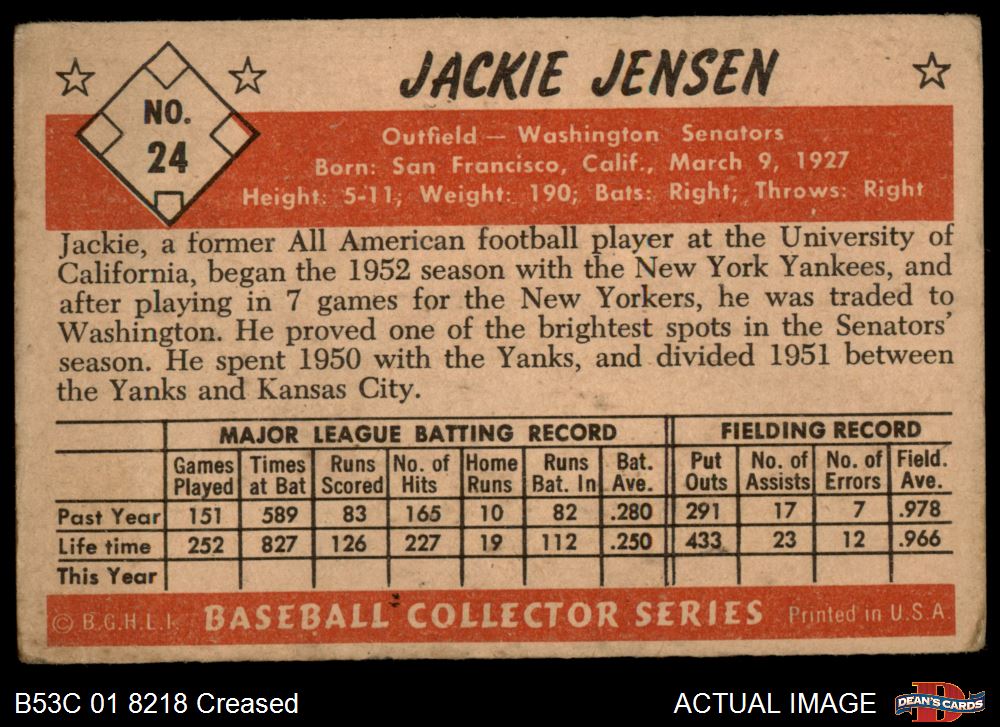 JACKIE JENSEN
NO.
24
Outfield — Washington Senators
Born: San Francisco, Calif., March 9, 1927
Height: 5-11; Weight: 190; Bats: Right; Throws: Right
Jackie, a former All American football player at the University of
California, began the 1952 season with the New York Yankees, and
after playing in 7 games for the New Yorkers, he was traded to
Washington. He proved one of the brightest spots in the Senators'
season. He spent 1950 with the Yanks, and divided 1951 between
the Yanks and Kansas City.
MAJOR LEAGUE BATTING RECORD FIELDING RECORD
Games Times Runs No. of Home Runs Bat. Put No. of No. of Field.
Played at Bat Scored Hits Runs Bat. In Ave. Outs Assists Errors Ave.
Past Year 151 589 83 165 10 82 .280 291 17 7 .978
Life time 252 827 126 227 19 112 .250 433 23 12 .966
This Year
© B.G.H.L.I. BASEBALL COLLECTOR SERIES Printed in U.S.A.
B53C 01 8218 Creased ACTUAL IMAGE DEAN'S CARDS